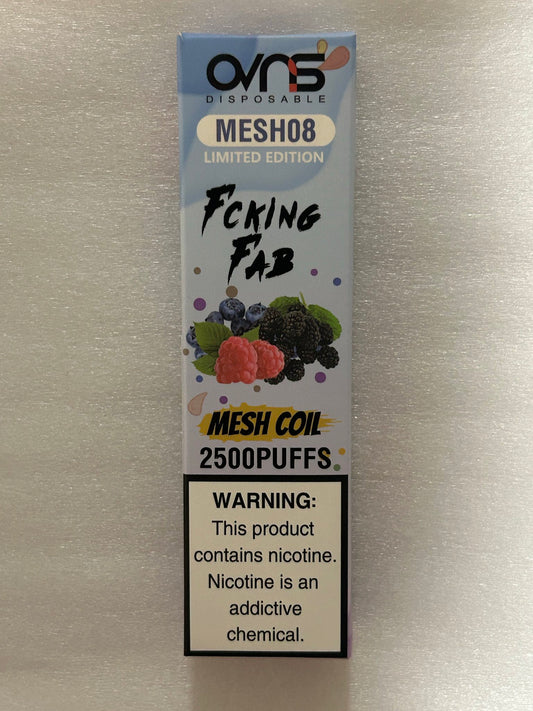 OVNS
DISPOSABLE
MESH08
LIMITED EDITION
FCKING
FAB
MESH COIL
2500PUFFS
WARNING:
This product
contains nicotine.
Nicotine is an
addictive
chemical.